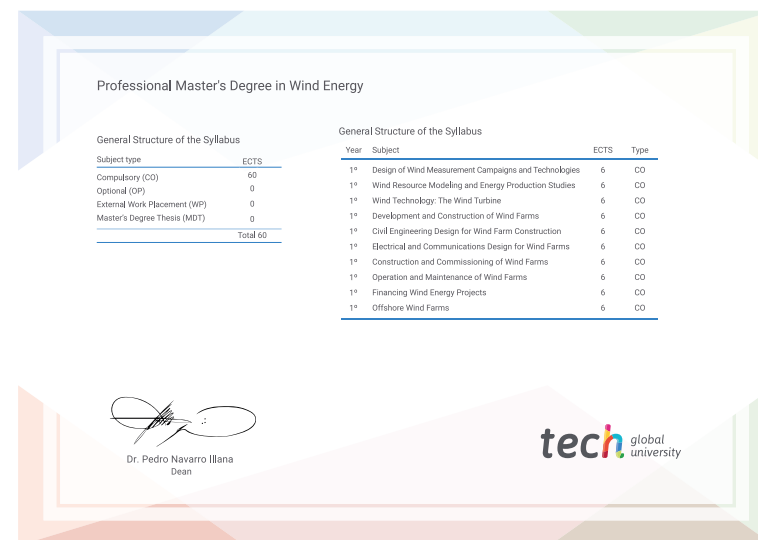 Professional Master's Degree in Wind Energy
General Structure of the Syllabus
Subject type ECTS
Compulsory (CO) 60
Optional (OP) 0
External Work Placement (WP) 0
Master's Degree Thesis (MDT) 0
Total 60
General Structure of the Syllabus
Year Subject ECTS Type
1º Design of Wind Measurement Campaigns and Technologies 6 CO
1º Wind Resource Modeling and Energy Production Studies 6 CO
1º Wind Technology: The Wind Turbine 6 CO
1º Development and Construction of Wind Farms 6 CO
1º Civil Engineering Design for Wind Farm Construction 6 CO
1º Electrical and Communications Design for Wind Farms 6 CO
1º Construction and Commissioning of Wind Farms 6 CO
1º Operation and Maintenance of Wind Farms 6 CO
1º Financing Wind Energy Projects 6 CO
1º Offshore Wind Farms 6 CO
Dr. Pedro Navarro Illana
Dean
tech global
university